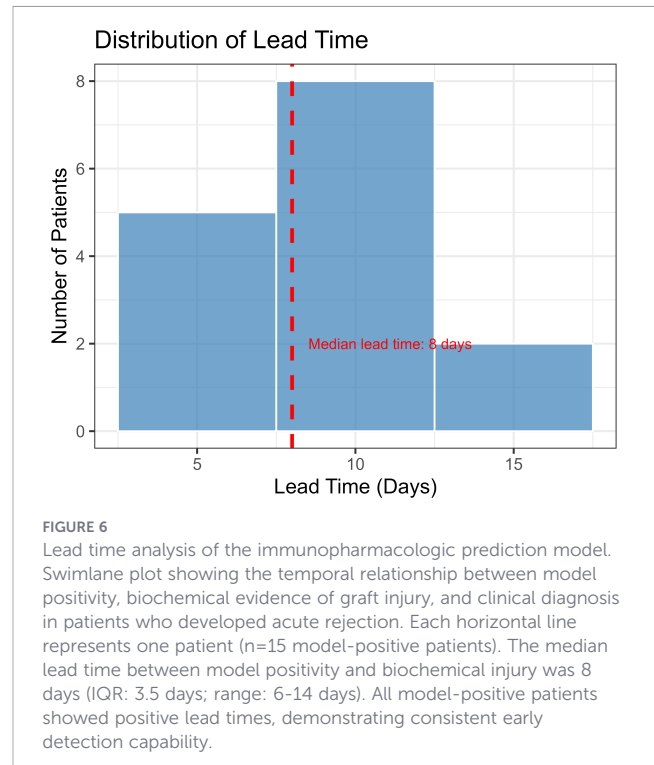 Distribution of Lead Time
Number of Patients
8
6
4
2
0
Median lead time: 8 days
5
10
15
Lead Time (Days)
FIGURE 6
Lead time analysis of the immunopharmacologic prediction model.
Swimlane plot showing the temporal relationship between model
positivity, biochemical evidence of graft injury, and clinical diagnosis
in patients who developed acute rejection. Each horizontal line
represents one patient (n=15 model-positive patients). The median
lead time between model positivity and biochemical injury was 8
days (IQR: 3.5 days; range: 6-14 days). All model-positive patients
showed positive lead times, demonstrating consistent early
detection capability.